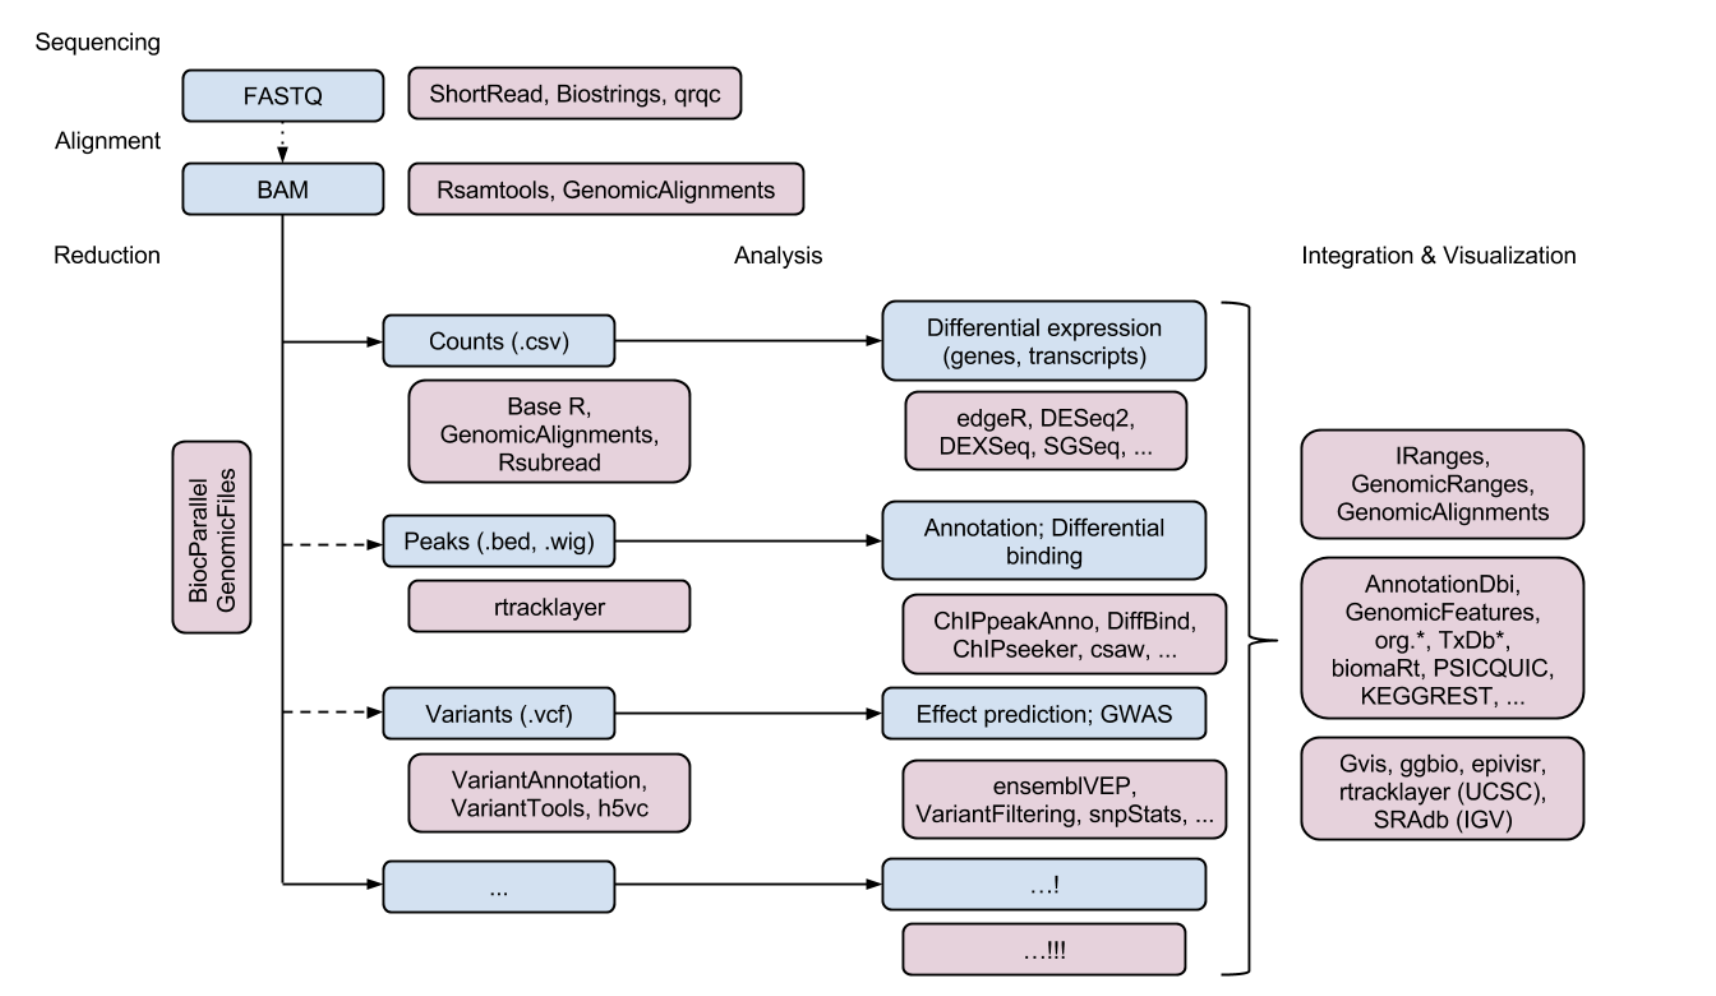 Sequencing
FASTQ
ShortRead, Biostrings, qrqc
Alignment
BAM
Rsamtools, GenomicAlignments
Reduction
Analysis
Integration & Visualization
BiocParallel
GenomicFiles
Counts (.csv)
Base R,
GenomicAlignments,
Rsubread
Differential expression
(genes, transcripts)
edgeR, DESeq2,
DEXSeq, SGSeq, ...
Peaks (.bed, .wig)
rtracklayer
Annotation; Differential
binding
ChIPpeakAnno, DiffBind,
ChIPseeker, csaw, ...
Variants (.vcf)
VariantAnnotation,
VariantTools, h5vc
Effect prediction; GWAS
ensemblVEP,
VariantFiltering, snpStats, ...
...
...!
...!!!
IRanges,
GenomicRanges,
GenomicAlignments
AnnotationDbi,
GenomicFeatures,
org.*, TxDb*,
biomaRt, PSICQUIC,
KEGGREST, ...
Gvis, ggbio, epivisr,
rtracklayer (UCSC),
SRAdb (IGV)